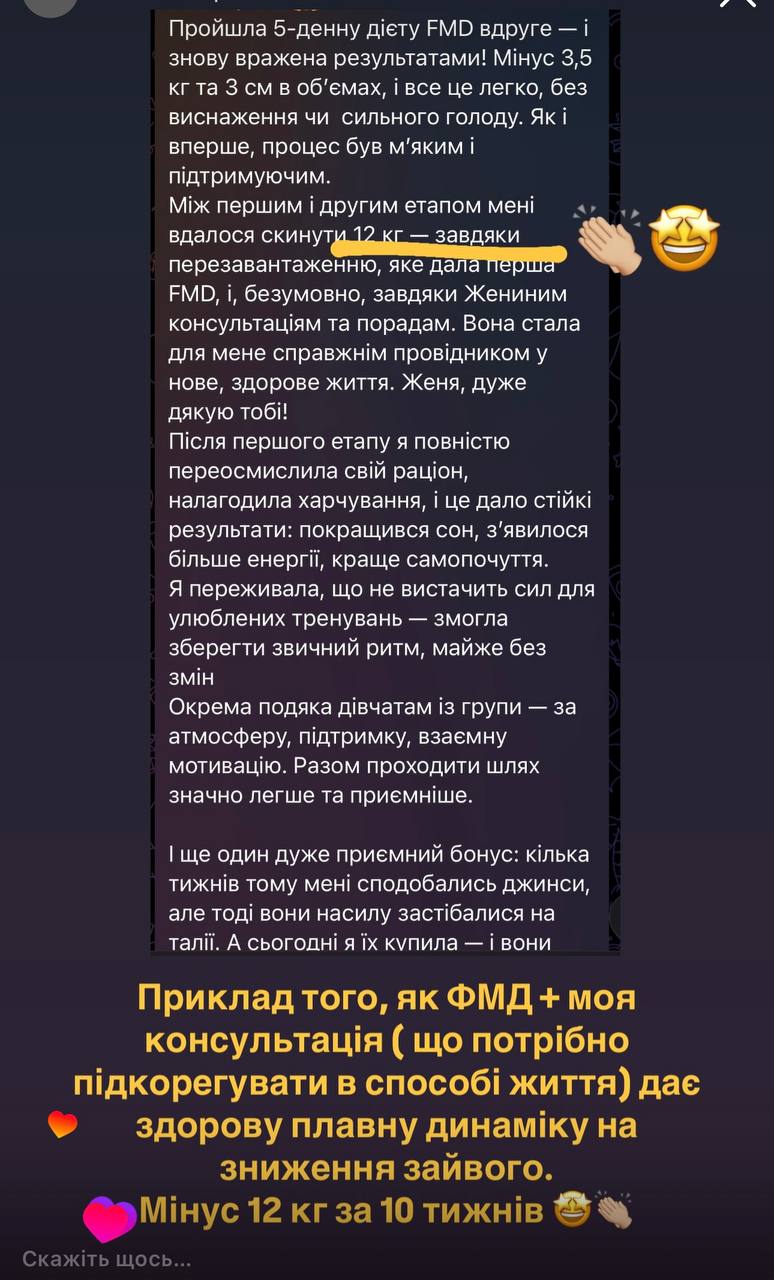 Пройшла 5-денну дієту FMD вдруге — і
знову вражена результатами! Мінус 3,5
кг та 3 см в обʼємах, і все це легко, без
виснаження чи  сильного голоду. Як і
вперше, процес був мʼяким і
підтримуючим.
Між першим і другим етапом мені
вдалося скинути 12 кг — завдяки
перезавантаженню, яке дала перша
FMD, і, безумовно, завдяки Жениним
консультаціям та порадам. Вона стала
для мене справжнім провідником у
нове, здорове життя. Женя, дуже
дякую тобі!
Після першого етапу я повністю
переосмислила свій раціон,
налагодила харчування, і це дало стійкі
результати: покращився сон, зʼявилося
більше енергії, краще самопочуття.
Я переживала, що не вистачить сил для
улюблених тренувань — змогла
зберегти звичний ритм, майже без
змін
Окрема подяка дівчатам із групи — за
атмосферу, підтримку, взаємну
мотивацію. Разом проходити шлях
значно легше та приємніше.
І ще один дуже приємний бонус: кілька
тижнів тому мені сподобались джинси,
але тоді вони насилу застібалися на
талії. А сьогодні я їх купила — і вони
Приклад того, як ФМД + моя
консультація ( що потрібно
підкорегувати в способі життя) дає
здорову плавну динаміку на
зниження зайвого.
Мінус 12 кг за 10 тижнів 🤩👏🏼
Скажіть щось...